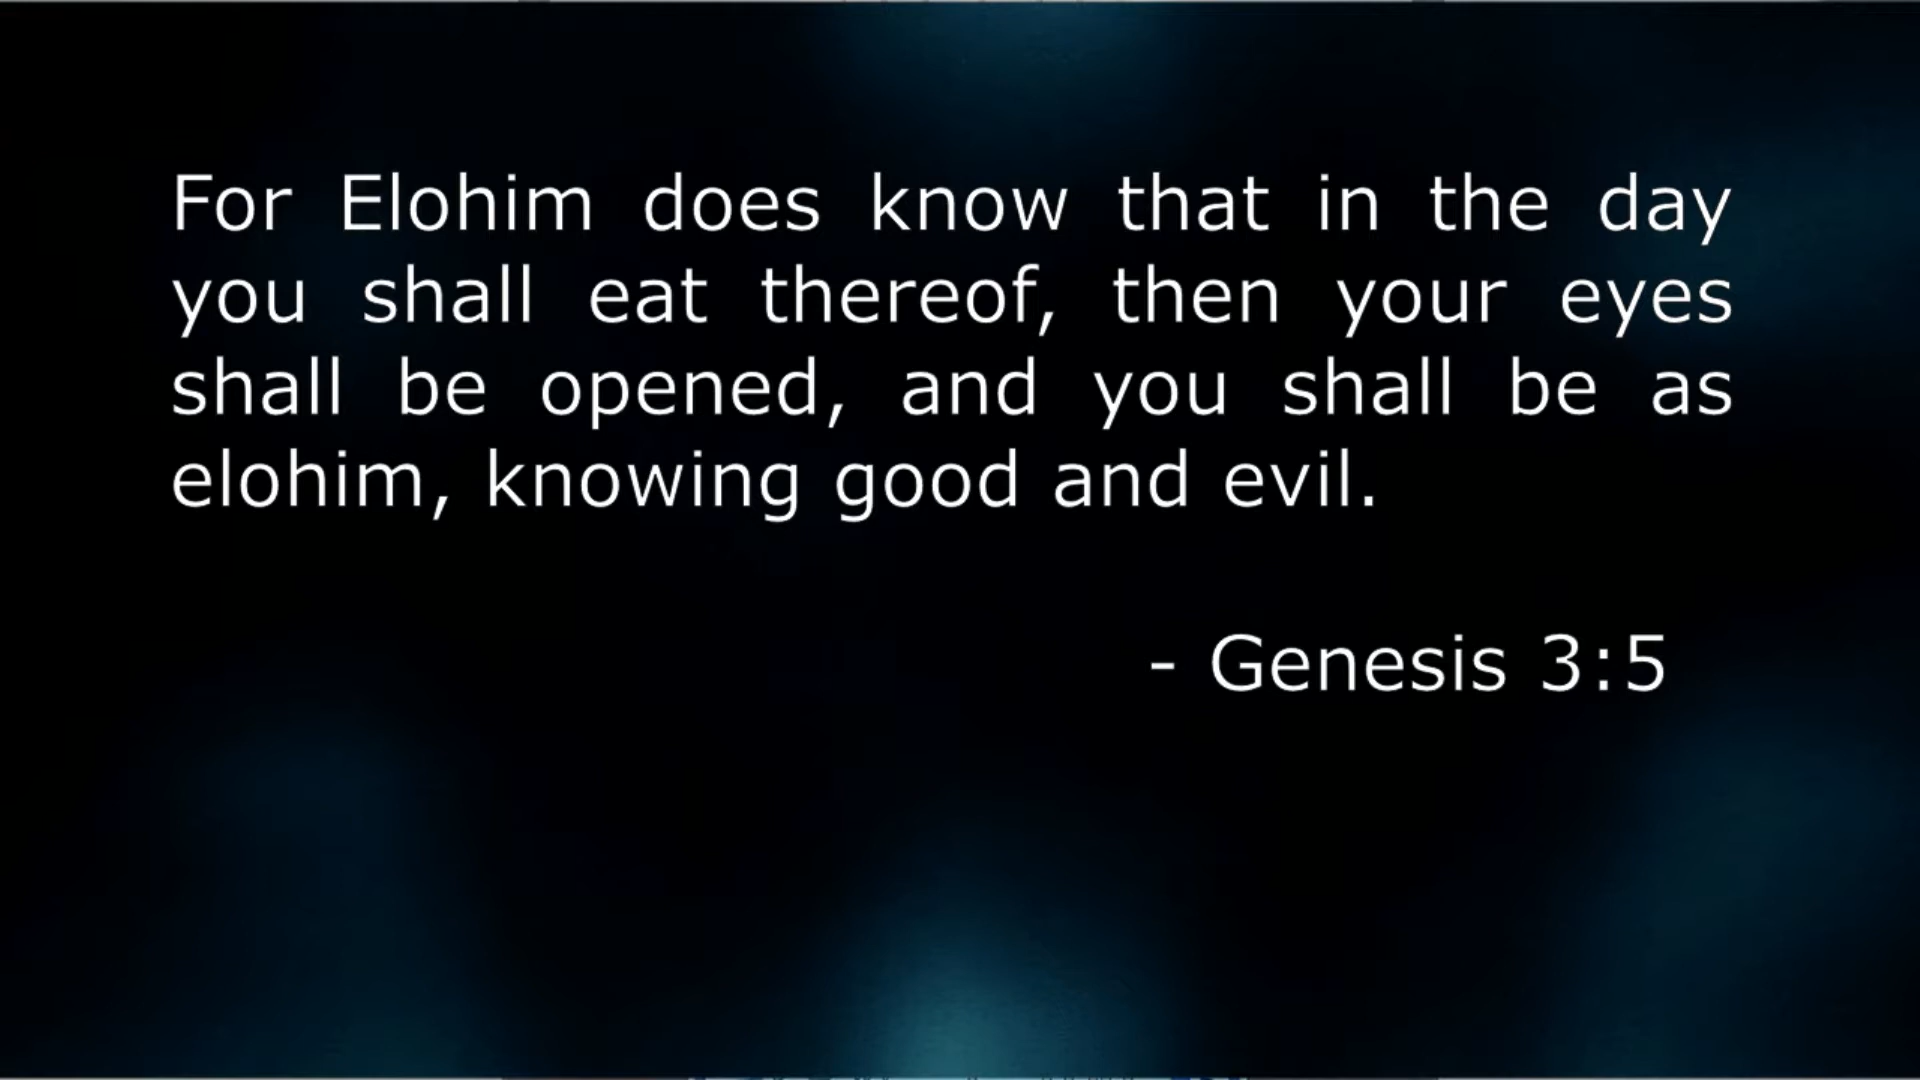 For Elohim does know that in the day
you shall eat thereof, then your eyes
shall be opened, and you shall be as
elohim, knowing good and evil.
- Genesis 3:5